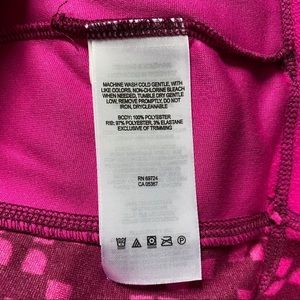 MACHINE WASH COLD GENTLE, WITH
LIKE COLORS, NON-CHLORINE BLEACH
WHEN NEEDED, TUMBLE DRY GENTLE
LOW, REMOVE PROMPTLY, DO NOT
IRON, DRYCLEANABLE
BODY: 100% POLYESTER
RIB: 97% POLYESTER, 3% ELASTANE
EXCLUSIVE OF TRIMMING
RN 69724
CA 05367